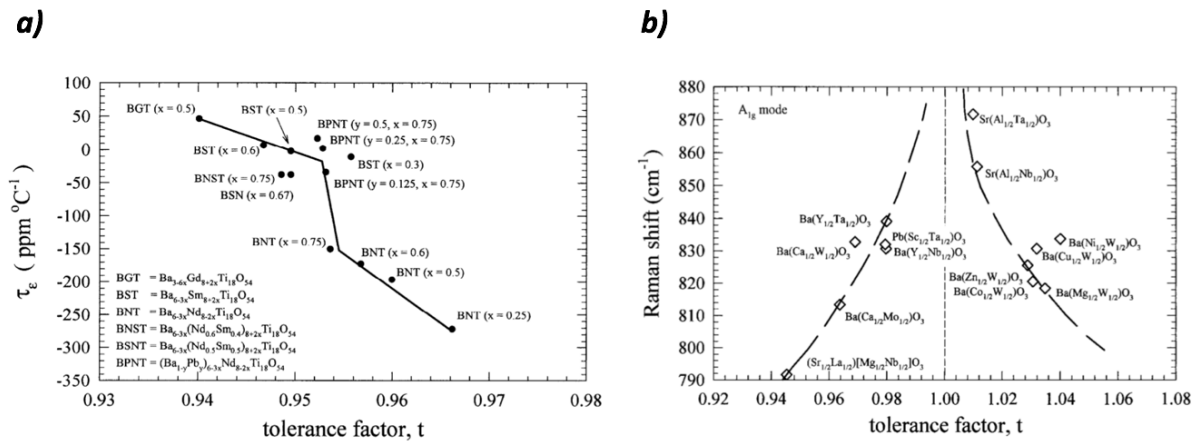 a)
100
50
0
-50
-100
-150
-200
-250
-300
-350
τε ( ppm °C⁻¹ )
BGT (x = 0.5)
BST (x = 0.5)
BPNT (y = 0.5, x = 0.75)
BPNT (y = 0.25, x = 0.75)
BST (x = 0.6)
BST (x = 0.3)
BNST (x = 0.75)
BPNT (y = 0.125, x = 0.75)
BSN (x = 0.67)
BNT (x = 0.75)
BNT (x = 0.6)
BNT (x = 0.5)
BNT (x = 0.25)
BGT = Ba3-6xGd8+2xTi18O54
BST = Ba6-3xSm8+2xTi18O54
BNT = Ba6-3xNd8-2xTi18O54
BNST = Ba6-3x(Nd0.6Sm0.4)8+2xTi18O54
BSNT = Ba6-3x(Nd0.5Sm0.5)8+2xTi18O54
BPNT = (Ba1-yPby)6-3xNd8-2xTi18O54
0.93 0.94 0.95 0.96 0.97 0.98
tolerance factor, t
b)
880
870
860
850
840
830
820
810
800
790
Raman shift (cm⁻¹)
A1g mode
Sr(Al1/2Ta1/2)O3
Sr(Al1/2Nb1/2)O3
Ba(Y1/2Ta1/2)O3
Pb(Sc1/2Ta1/2)O3
Ba(Ni1/2W1/2)O3
Ba(Ca1/2W1/2)O3
Ba(Y1/2Nb1/2)O3
Ba(Cu1/2W1/2)O3
Ba(Zn1/2W1/2)O3
Ba(Co1/2W1/2)O3
Ba(Mg1/2W1/2)O3
Ba(Ca1/2Mo1/2)O3
(Sr1/2La1/2)[Mg1/2Nb1/2]O3
0.92 0.94 0.96 0.98 1.00 1.02 1.04 1.06 1.08
tolerance factor, t